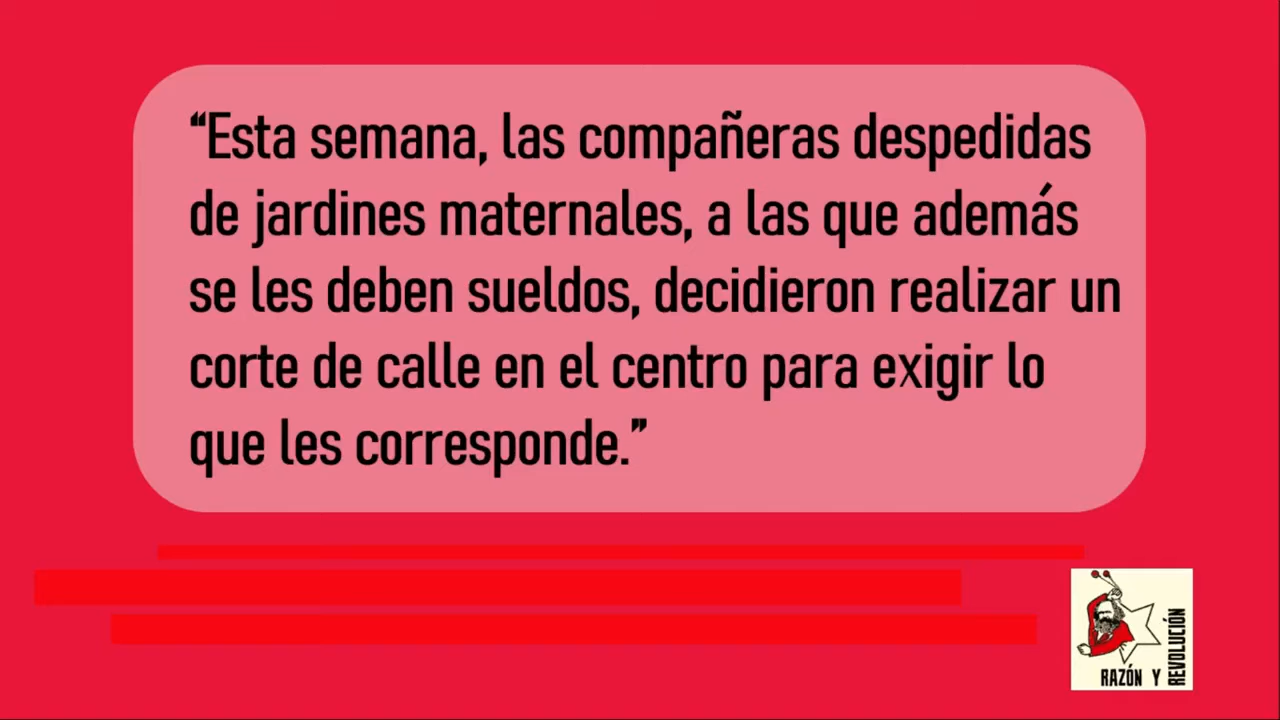 “Esta semana, las compañeras despedidas
de jardines maternales, a las que además
se les deben sueldos, decidieron realizar un
corte de calle en el centro para exigir lo
que les corresponde.”
RAZÓN Y
REVOLUCIÓN